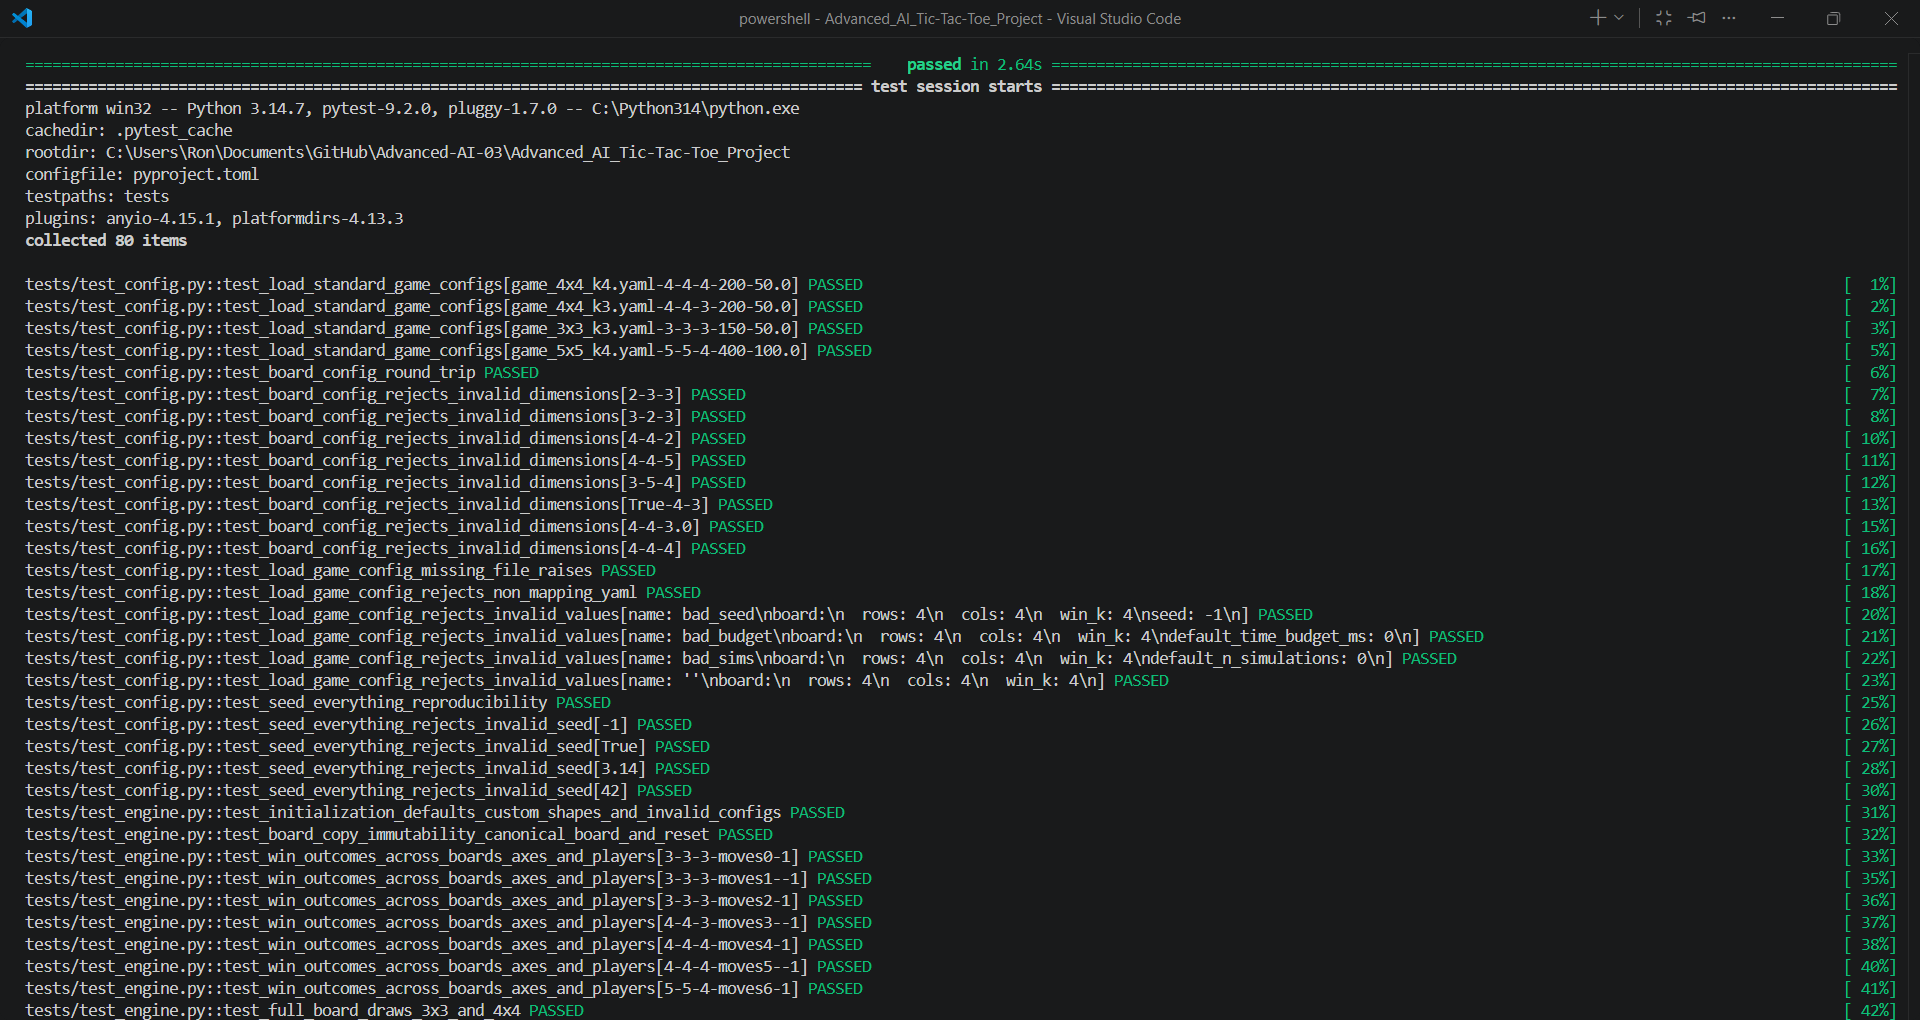 powershell - Advanced_AI_Tic-Tac-Toe_Project - Visual Studio Code
============================================================================================== passed in 2.64s ==============================================================================================
============================================================================================= test session starts ==============================================================================================
platform win32 -- Python 3.14.7, pytest-9.2.0, pluggy-1.7.0 -- C:\Python314\python.exe
cachedir: .pytest_cache
rootdir: C:\Users\Ron\Documents\GitHub\Advanced-AI-03\Advanced_AI_Tic-Tac-Toe_Project
configfile: pyproject.toml
testpaths: tests
plugins: anyio-4.15.1, platformdirs-4.13.3
collected 80 items
tests/test_config.py::test_load_standard_game_configs[game_4x4_k4.yaml-4-4-4-200-50.0] PASSED [  1%]
tests/test_config.py::test_load_standard_game_configs[game_4x4_k3.yaml-4-4-3-200-50.0] PASSED [  2%]
tests/test_config.py::test_load_standard_game_configs[game_3x3_k3.yaml-3-3-3-150-50.0] PASSED [  3%]
tests/test_config.py::test_load_standard_game_configs[game_5x5_k4.yaml-5-5-4-400-100.0] PASSED [  5%]
tests/test_config.py::test_board_config_round_trip PASSED [  6%]
tests/test_config.py::test_board_config_rejects_invalid_dimensions[2-3-3] PASSED [  7%]
tests/test_config.py::test_board_config_rejects_invalid_dimensions[3-2-3] PASSED [  8%]
tests/test_config.py::test_board_config_rejects_invalid_dimensions[4-4-2] PASSED [ 10%]
tests/test_config.py::test_board_config_rejects_invalid_dimensions[4-4-5] PASSED [ 11%]
tests/test_config.py::test_board_config_rejects_invalid_dimensions[3-5-4] PASSED [ 12%]
tests/test_config.py::test_board_config_rejects_invalid_dimensions[True-4-3] PASSED [ 13%]
tests/test_config.py::test_board_config_rejects_invalid_dimensions[4-4-3.0] PASSED [ 15%]
tests/test_config.py::test_board_config_rejects_invalid_dimensions[4-4-4] PASSED [ 16%]
tests/test_config.py::test_load_game_config_missing_file_raises PASSED [ 17%]
tests/test_config.py::test_load_game_config_rejects_non_mapping_yaml PASSED [ 18%]
tests/test_config.py::test_load_game_config_rejects_invalid_values[name: bad_seed\nboard:\n  rows: 4\n  cols: 4\n  win_k: 4\nseed: -1\n] PASSED [ 20%]
tests/test_config.py::test_load_game_config_rejects_invalid_values[name: bad_budget\nboard:\n  rows: 4\n  cols: 4\n  win_k: 4\ndefault_time_budget_ms: 0\n] PASSED [ 21%]
tests/test_config.py::test_load_game_config_rejects_invalid_values[name: bad_sims\nboard:\n  rows: 4\n  cols: 4\n  win_k: 4\ndefault_n_simulations: 0\n] PASSED [ 22%]
tests/test_config.py::test_load_game_config_rejects_invalid_values[name: ''\nboard:\n  rows: 4\n  cols: 4\n  win_k: 4\n] PASSED [ 23%]
tests/test_config.py::test_seed_everything_reproducibility PASSED [ 25%]
tests/test_config.py::test_seed_everything_rejects_invalid_seed[-1] PASSED [ 26%]
tests/test_config.py::test_seed_everything_rejects_invalid_seed[True] PASSED [ 27%]
tests/test_config.py::test_seed_everything_rejects_invalid_seed[3.14] PASSED [ 28%]
tests/test_config.py::test_seed_everything_rejects_invalid_seed[42] PASSED [ 30%]
tests/test_engine.py::test_initialization_defaults_custom_shapes_and_invalid_configs PASSED [ 31%]
tests/test_engine.py::test_board_copy_immutability_canonical_board_and_reset PASSED [ 32%]
tests/test_engine.py::test_win_outcomes_across_boards_axes_and_players[3-3-3-moves0-1] PASSED [ 33%]
tests/test_engine.py::test_win_outcomes_across_boards_axes_and_players[3-3-3-moves1--1] PASSED [ 35%]
tests/test_engine.py::test_win_outcomes_across_boards_axes_and_players[3-3-3-moves2-1] PASSED [ 36%]
tests/test_engine.py::test_win_outcomes_across_boards_axes_and_players[4-4-3-moves3--1] PASSED [ 37%]
tests/test_engine.py::test_win_outcomes_across_boards_axes_and_players[4-4-4-moves4-1] PASSED [ 38%]
tests/test_engine.py::test_win_outcomes_across_boards_axes_and_players[4-4-4-moves5--1] PASSED [ 40%]
tests/test_engine.py::test_win_outcomes_across_boards_axes_and_players[5-5-4-moves6-1] PASSED [ 41%]
tests/test_engine.py::test_full_board_draws_3x3_and_4x4 PASSED [ 42%]